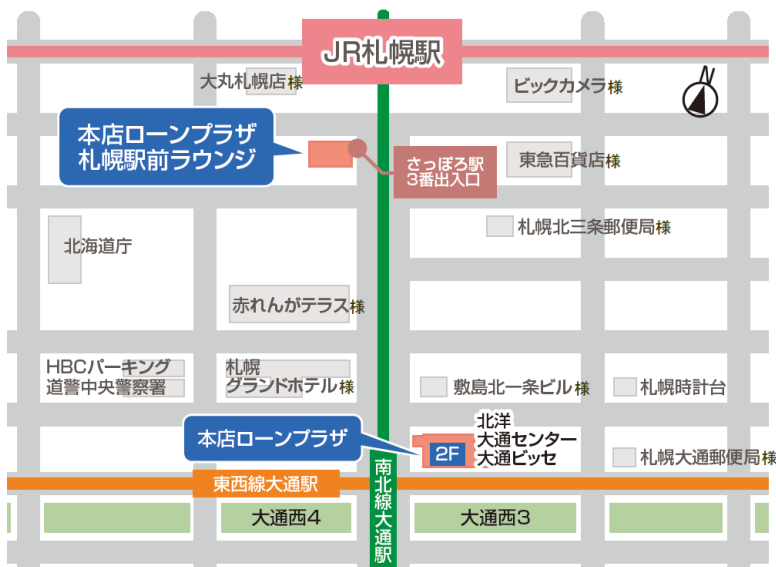 JR札幌駅
大丸札幌店様
ビックカメラ様
N
本店ローンプラザ
札幌駅前ラウンジ
さっぽろ駅
3番出入口
東急百貨店様
札幌北三条郵便局様
北海道庁
赤れんがテラス様
HBCパーキング
道警中央警察署
札幌
グランドホテル様
敷島北一条ビル様
札幌時計台
本店ローンプラザ
2F
北洋
大通センター
大通ビッセ
札幌大通郵便局様
東西線大通駅
南北線大通駅
大通西4
大通西3